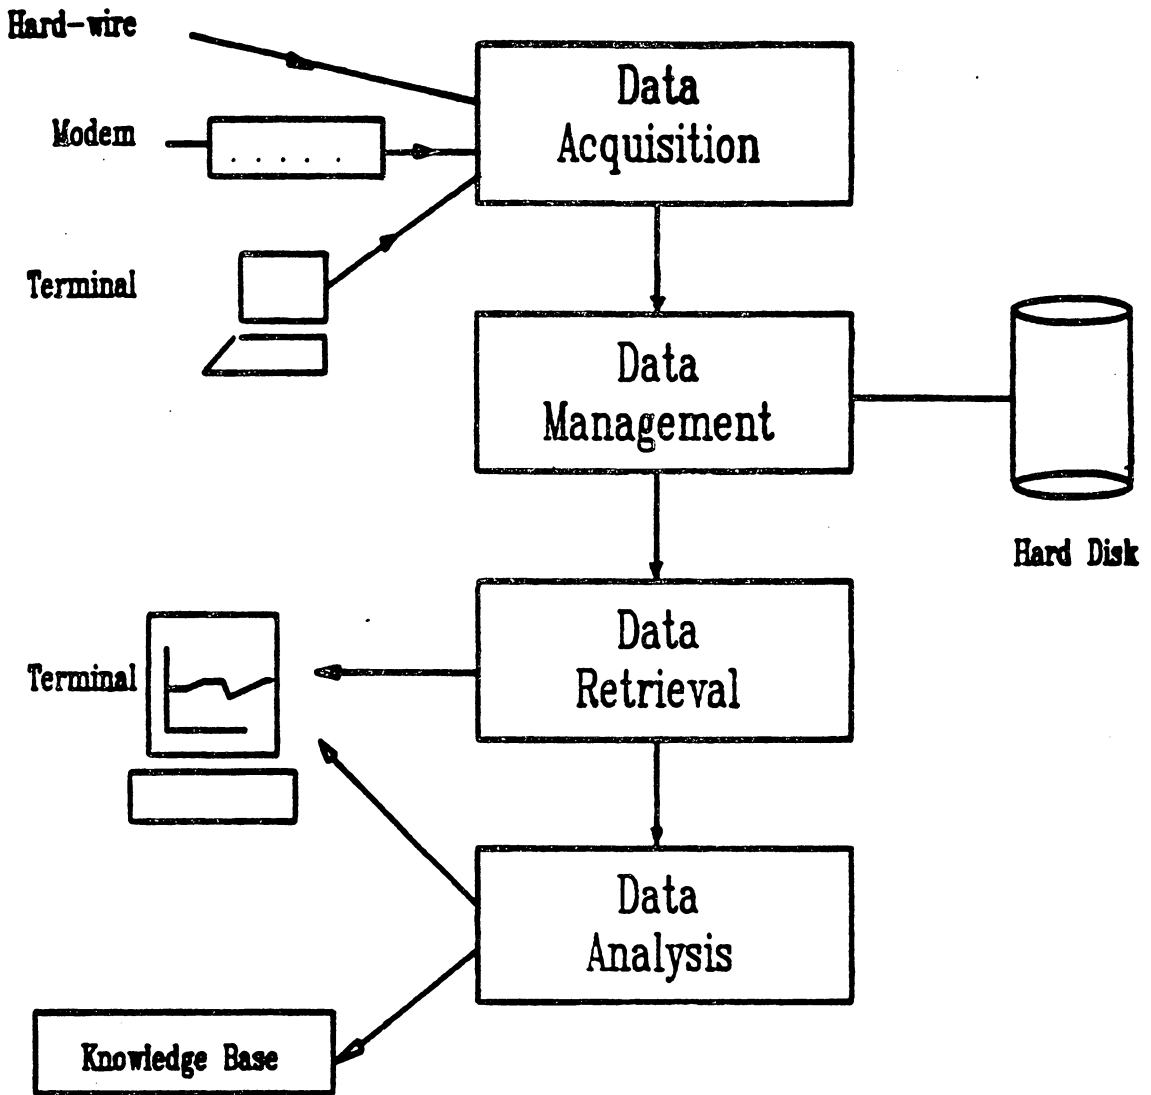 Hard-wire
Data
Acquisition
Modem
Terminal
Data
Management
Hard Disk
Data
Retrieval
Terminal
Data
Analysis
Knowledge Base